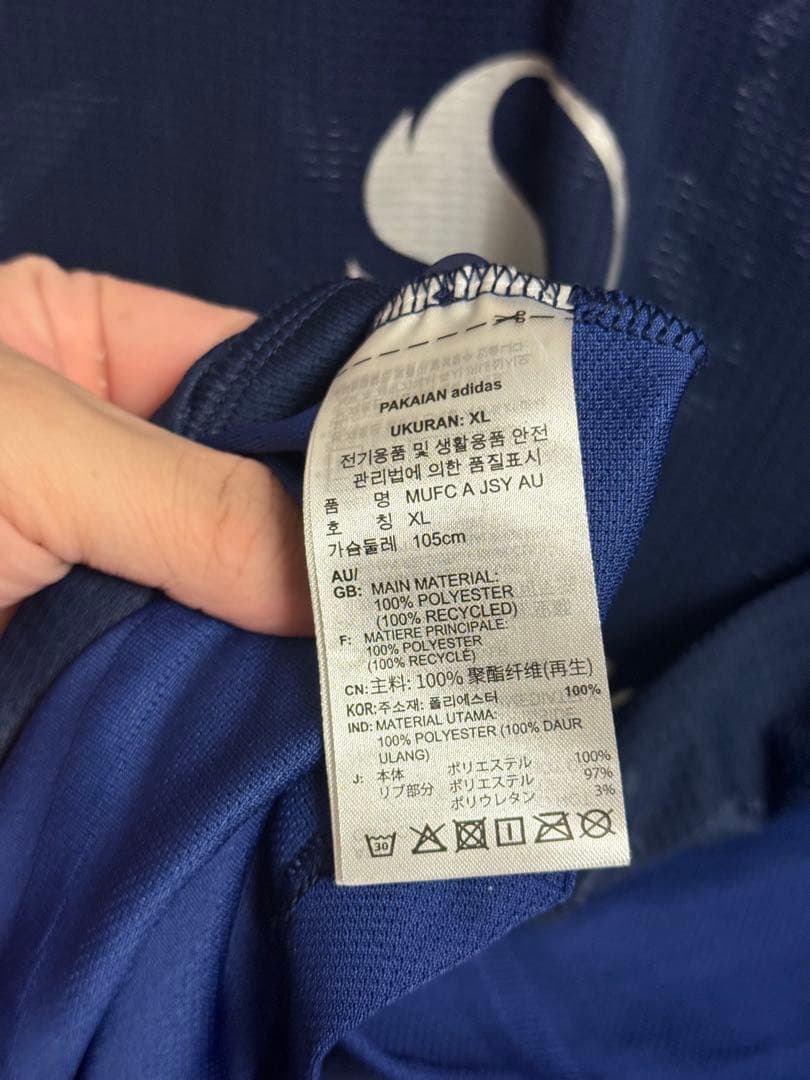 PAKAIAN adidas
UKURAN: XL
전기용품 및 생활용품 안전
관리법에 의한 품질표시
품 명 MUFC A JSY AU
호 칭 XL
가슴둘레 105cm
AU/
GB: MAIN MATERIAL:
100% POLYESTER
(100% RECYCLED)
F: MATIERE PRINCIPALE:
100% POLYESTER
(100% RECYCLÉ)
CN: 主料: 100% 聚酯纤维(再生)
KOR: 주소재: 폴리에스터 100%
IND: MATERIAL UTAMA:
100% POLYESTER (100% DAUR
ULANG)
J: 本体 ポリエステル 100%
リブ部分 ポリエステル 97%
ポリウレタン 3%
30